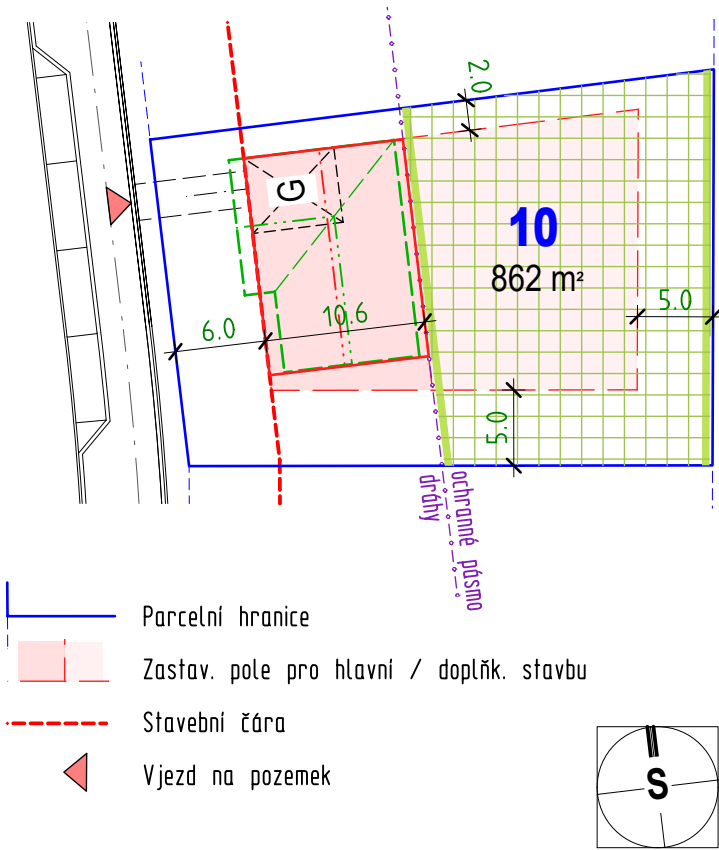 2.0
G
10
862 m²
6.0
10.6
5.0
5.0
ochranné pásmo
dráhy
Parcelní hranice
Zastav. pole pro hlavní / doplňk. stavbu
Stavební čára
Vjezd na pozemek
S